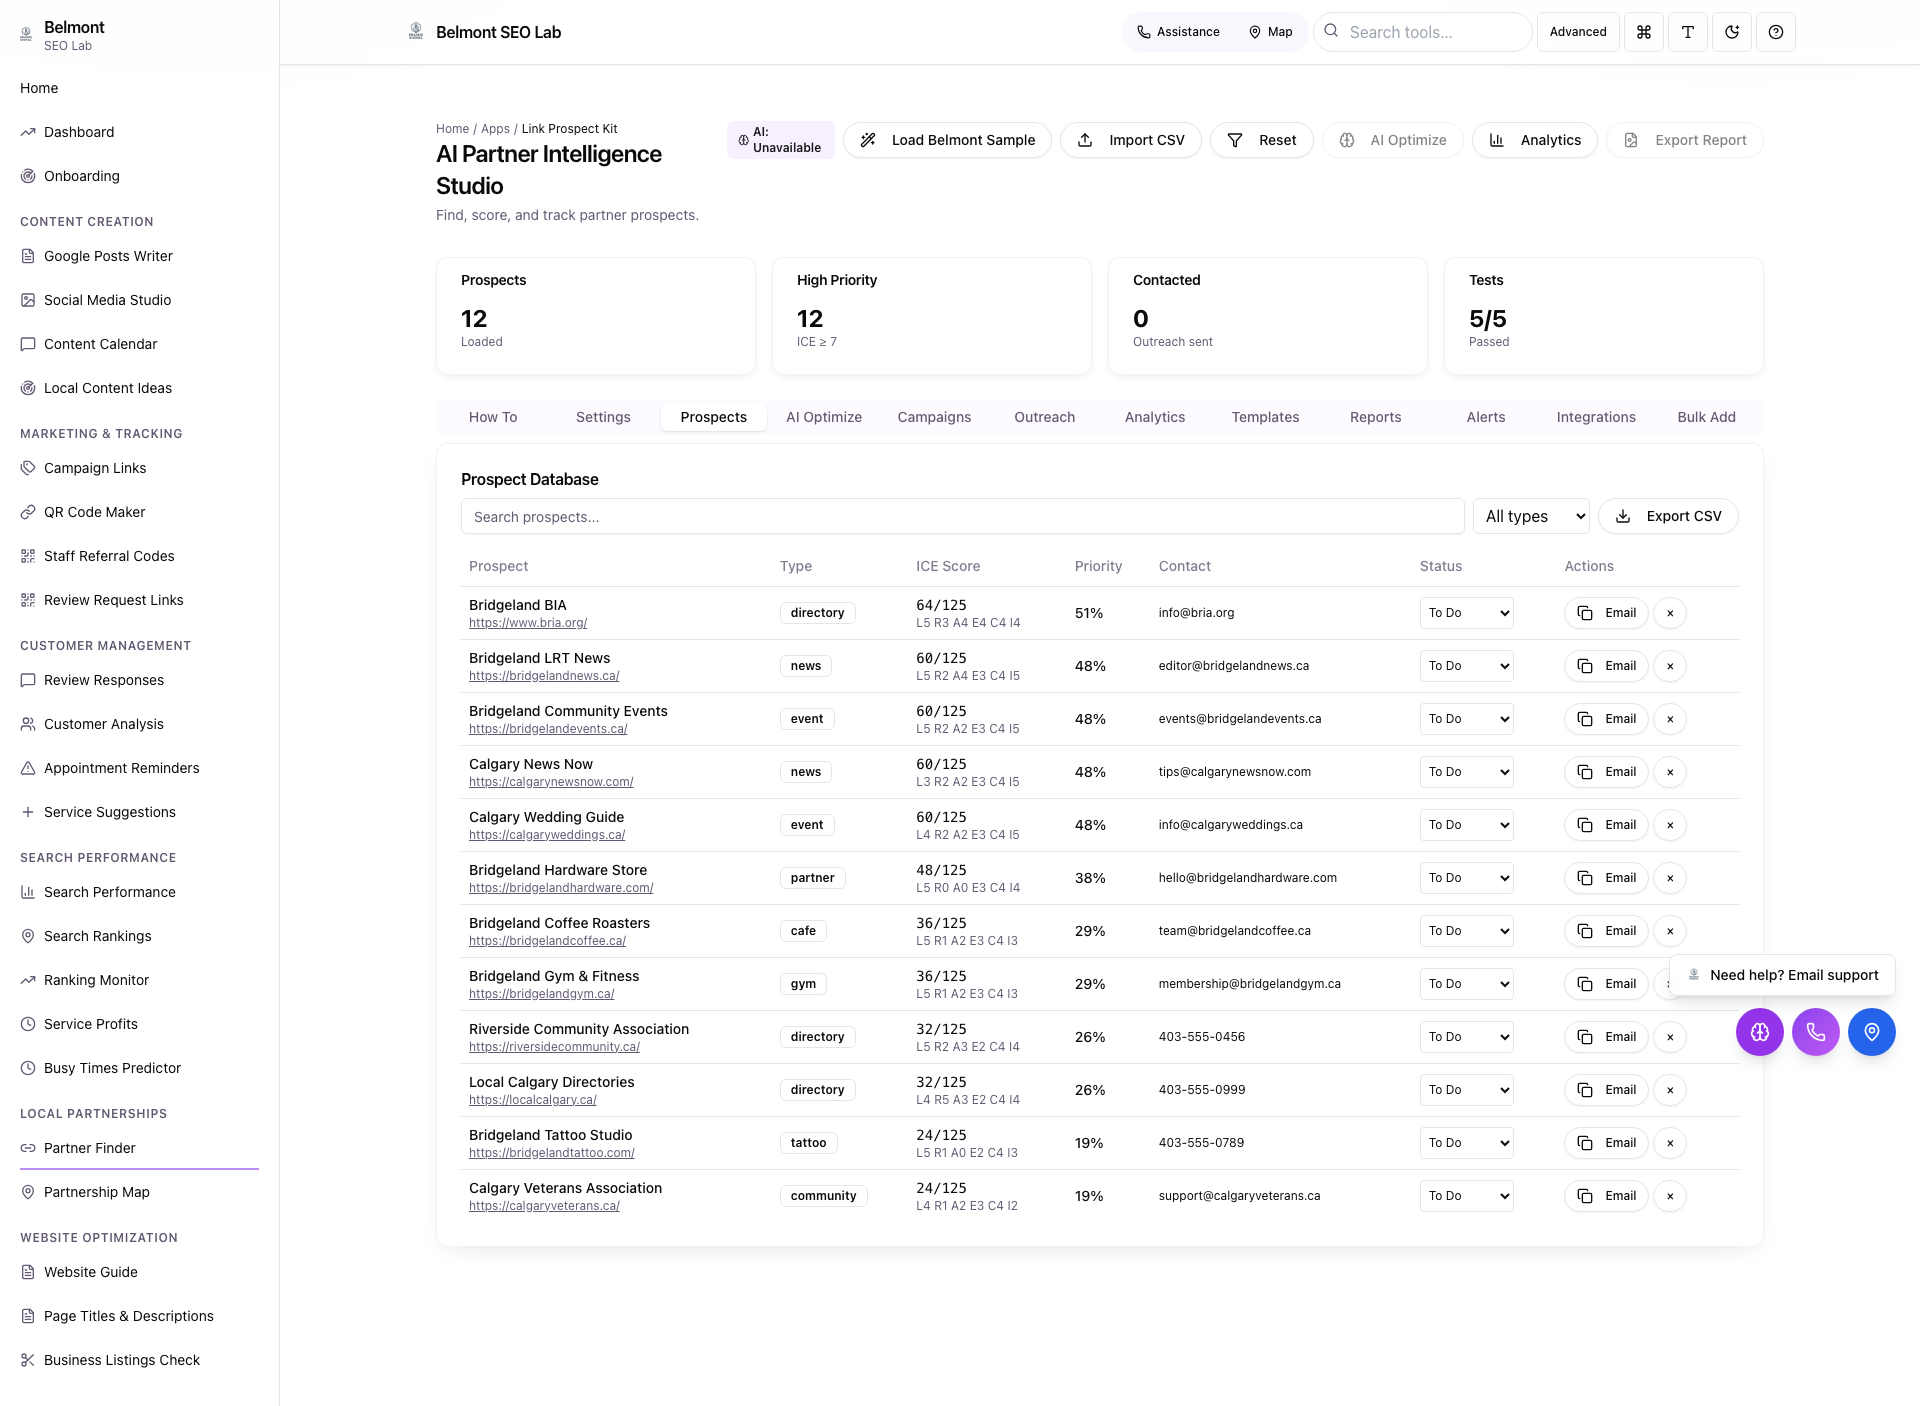 Belmont
SEO Lab
Home
Dashboard
Onboarding
CONTENT CREATION
Google Posts Writer
Social Media Studio
Content Calendar
Local Content Ideas
MARKETING & TRACKING
Campaign Links
QR Code Maker
Staff Referral Codes
Review Request Links
CUSTOMER MANAGEMENT
Review Responses
Customer Analysis
Appointment Reminders
Service Suggestions
SEARCH PERFORMANCE
Search Performance
Search Rankings
Ranking Monitor
Service Profits
Busy Times Predictor
LOCAL PARTNERSHIPS
Partner Finder
Partnership Map
WEBSITE OPTIMIZATION
Website Guide
Page Titles & Descriptions
Business Listings Check
Belmont SEO Lab
Assistance Map Search tools... Advanced
Home / Apps / Link Prospect Kit
AI Partner Intelligence
Studio
Find, score, and track partner prospects.
AI:
Unavailable
Load Belmont Sample Import CSV Reset AI Optimize Analytics Export Report
Prospects
12
Loaded
High Priority
12
ICE ≥ 7
Contacted
0
Outreach sent
Tests
5/5
Passed
How To Settings Prospects AI Optimize Campaigns Outreach Analytics Templates Reports Alerts Integrations Bulk Add
Prospect Database
Search prospects... All types Export CSV
Prospect Type ICE Score Priority Contact Status Actions
Bridgeland BIA directory 64/125 51% info@bria.org To Do Email ×
https://www.bria.org/ L5 R3 A4 E4 C4 I4
Bridgeland LRT News news 60/125 48% editor@bridgelandnews.ca To Do Email ×
https://bridgelandnews.ca/ L5 R2 A4 E3 C4 I5
Bridgeland Community Events event 60/125 48% events@bridgelandevents.ca To Do Email ×
https://bridgelandevents.ca/ L5 R2 A2 E3 C4 I5
Calgary News Now news 60/125 48% tips@calgarynewsnow.com To Do Email ×
https://calgarynewsnow.com/ L3 R2 A2 E3 C4 I5
Calgary Wedding Guide event 60/125 48% info@calgaryweddings.ca To Do Email ×
https://calgaryweddings.ca/ L4 R2 A2 E3 C4 I5
Bridgeland Hardware Store partner 48/125 38% hello@bridgelandhardware.com To Do Email ×
https://bridgelandhardware.com/ L5 R0 A0 E3 C4 I4
Bridgeland Coffee Roasters cafe 36/125 29% team@bridgelandcoffee.ca To Do Email ×
https://bridgelandcoffee.ca/ L5 R1 A2 E3 C4 I3
Bridgeland Gym & Fitness gym 36/125 29% membership@bridgelandgym.ca To Do Email
https://bridgelandgym.ca/ L5 R1 A2 E3 C4 I3
Need help? Email support
Riverside Community Association directory 32/125 26% 403-555-0456 To Do Email ×
https://riversidecommunity.ca/ L5 R2 A3 E2 C4 I4
Local Calgary Directories directory 32/125 26% 403-555-0999 To Do Email ×
https://localcalgary.ca/ L4 R5 A3 E2 C4 I4
Bridgeland Tattoo Studio tattoo 24/125 19% 403-555-0789 To Do Email ×
https://bridgelandtattoo.com/ L5 R1 A0 E2 C4 I3
Calgary Veterans Association community 24/125 19% support@calgaryveterans.ca To Do Email ×
https://calgaryveterans.ca/ L4 R1 A2 E3 C4 I2